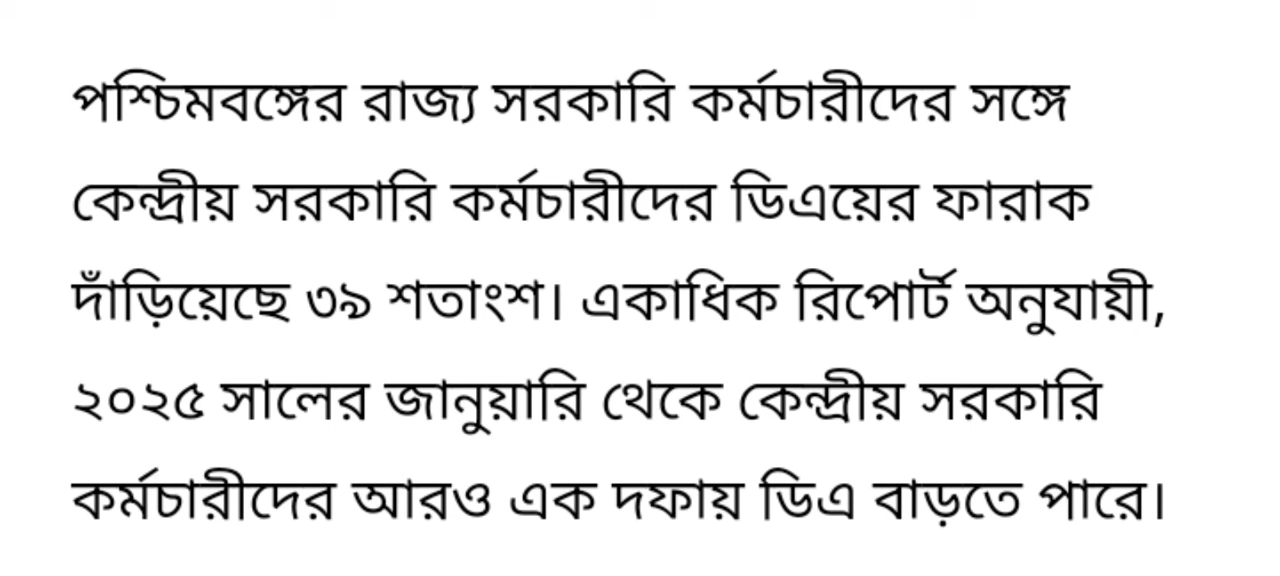 পশ্চিমবঙ্গের রাজ্য সরকারি কর্মচারীদের সঙ্গে
কেন্দ্রীয় সরকারি কর্মচারীদের ডিএয়ের ফারাক
দাঁড়িয়েছে ৩৯ শতাংশ। একাধিক রিপোর্ট অনুযায়ী,
২০২৫ সালের জানুয়ারি থেকে কেন্দ্রীয় সরকারি
কর্মচারীদের আরও এক দফায় ডিএ বাড়তে পারে।